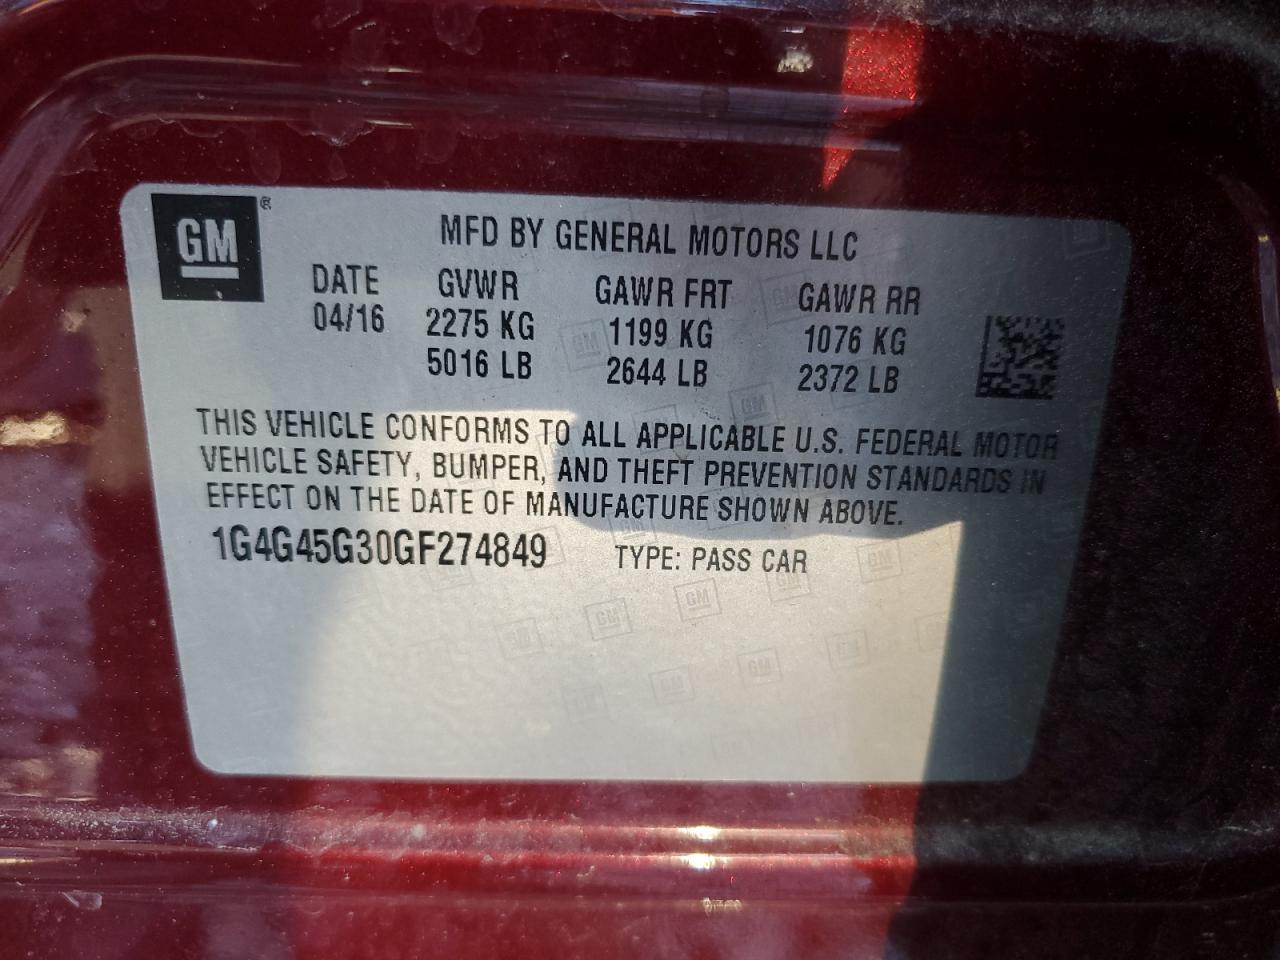 GM ®
MFD BY GENERAL MOTORS LLC
DATE GVWR GAWR FRT GAWR RR
04/16 2275 KG 1199 KG 1076 KG
5016 LB 2644 LB 2372 LB
THIS VEHICLE CONFORMS TO ALL APPLICABLE U.S. FEDERAL MOTOR
VEHICLE SAFETY, BUMPER, AND THEFT PREVENTION STANDARDS IN
EFFECT ON THE DATE OF MANUFACTURE SHOWN ABOVE.
1G4G45G30GF274849 TYPE: PASS CAR